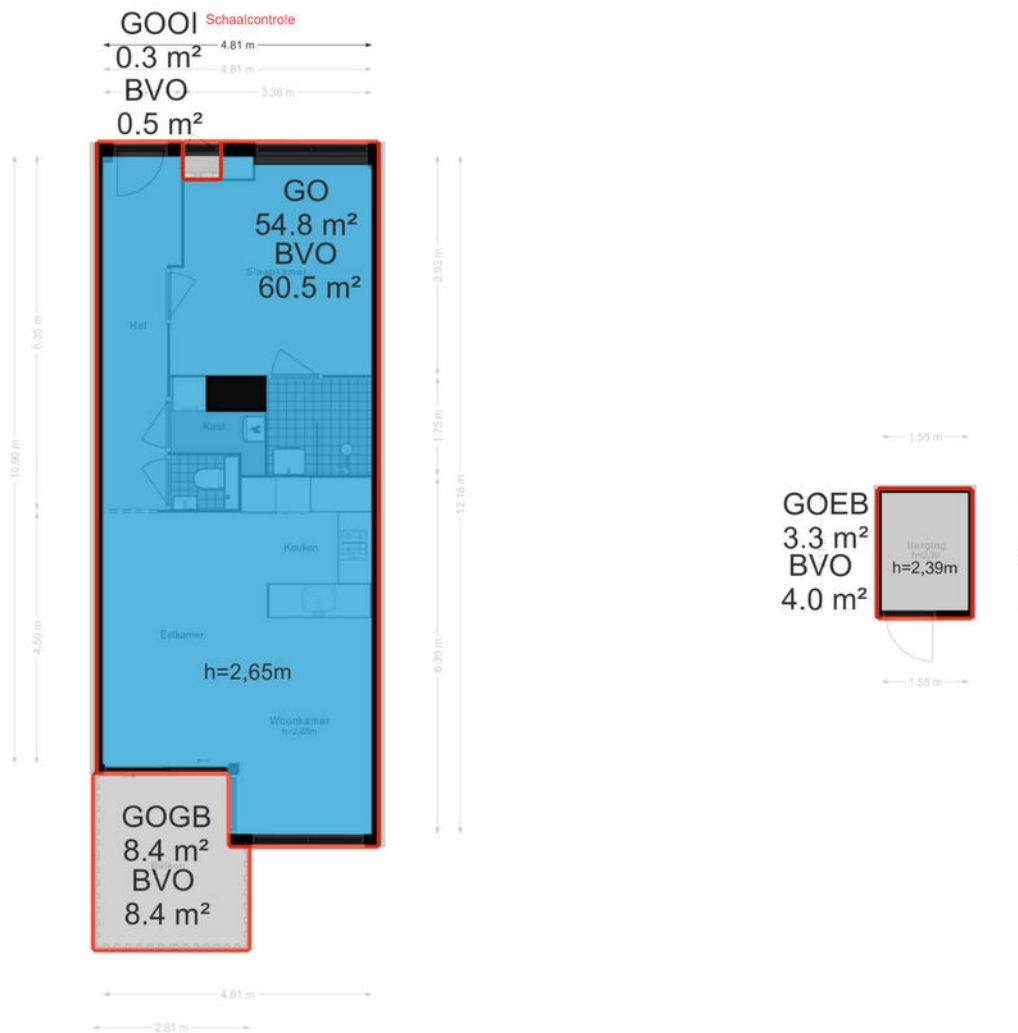 GOOI
Schaalcontrole
0.3 m²
4.81 m
4.81 m
BVO
3.36 m
0.5 m²
GO
54.8 m²
BVO
Slaapkamer
60.5 m²
3.93 m
Hal
6.35 m
Kast
1.75 m
10.90 m
12.16 m
1.55 m
GOEB
3.3 m²
BVO
4.0 m²
Berging
h=2,39
h=2,39m
1.55 m
Keuken
Eetkamer
4.50 m
6.39 m
h=2,65m
Woonkamer
GOGB
8.4 m²
Balkon
BVO
8.4 m²
4.81 m
2.81 m